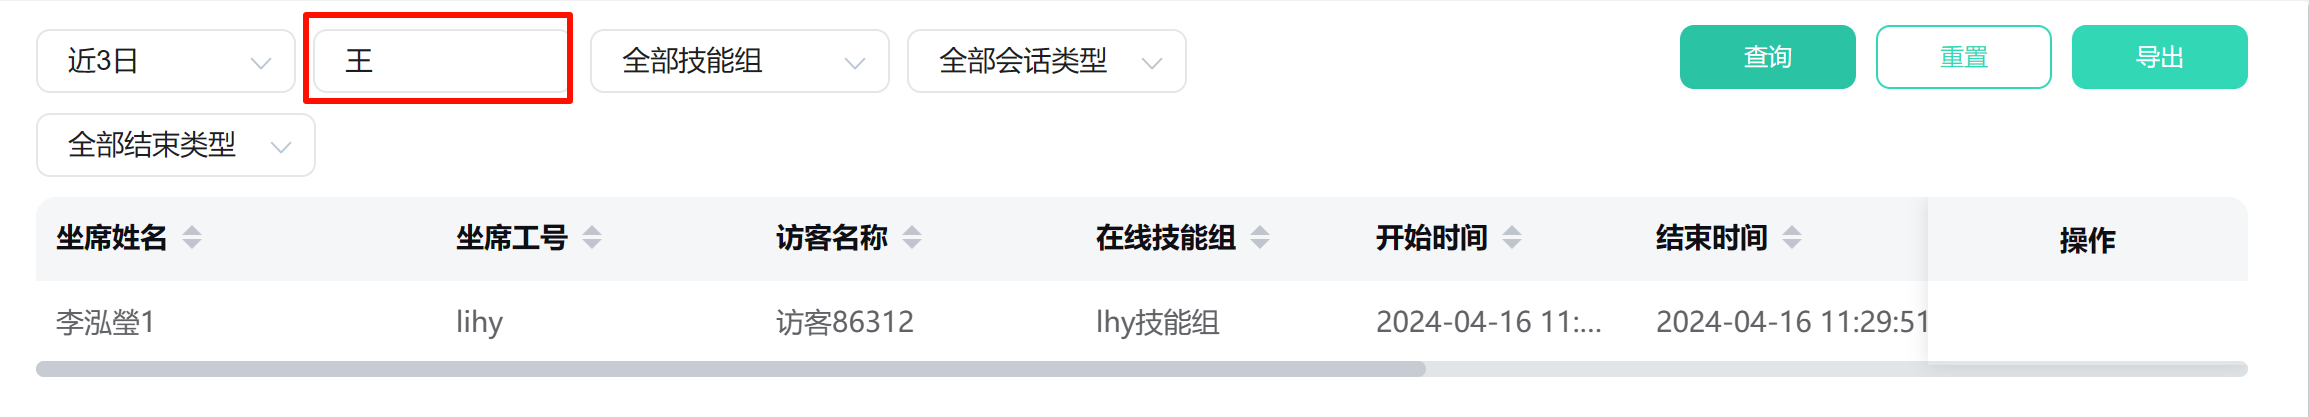 近3日 王 全部技能组 全部会话类型 查询 重置 导出
全部结束类型
坐席姓名 坐席工号 访客名称 在线技能组 开始时间 结束时间 操作
李泓瑩1 lihy 访客86312 lhy技能组 2024-04-16 11:... 2024-04-16 11:29:51